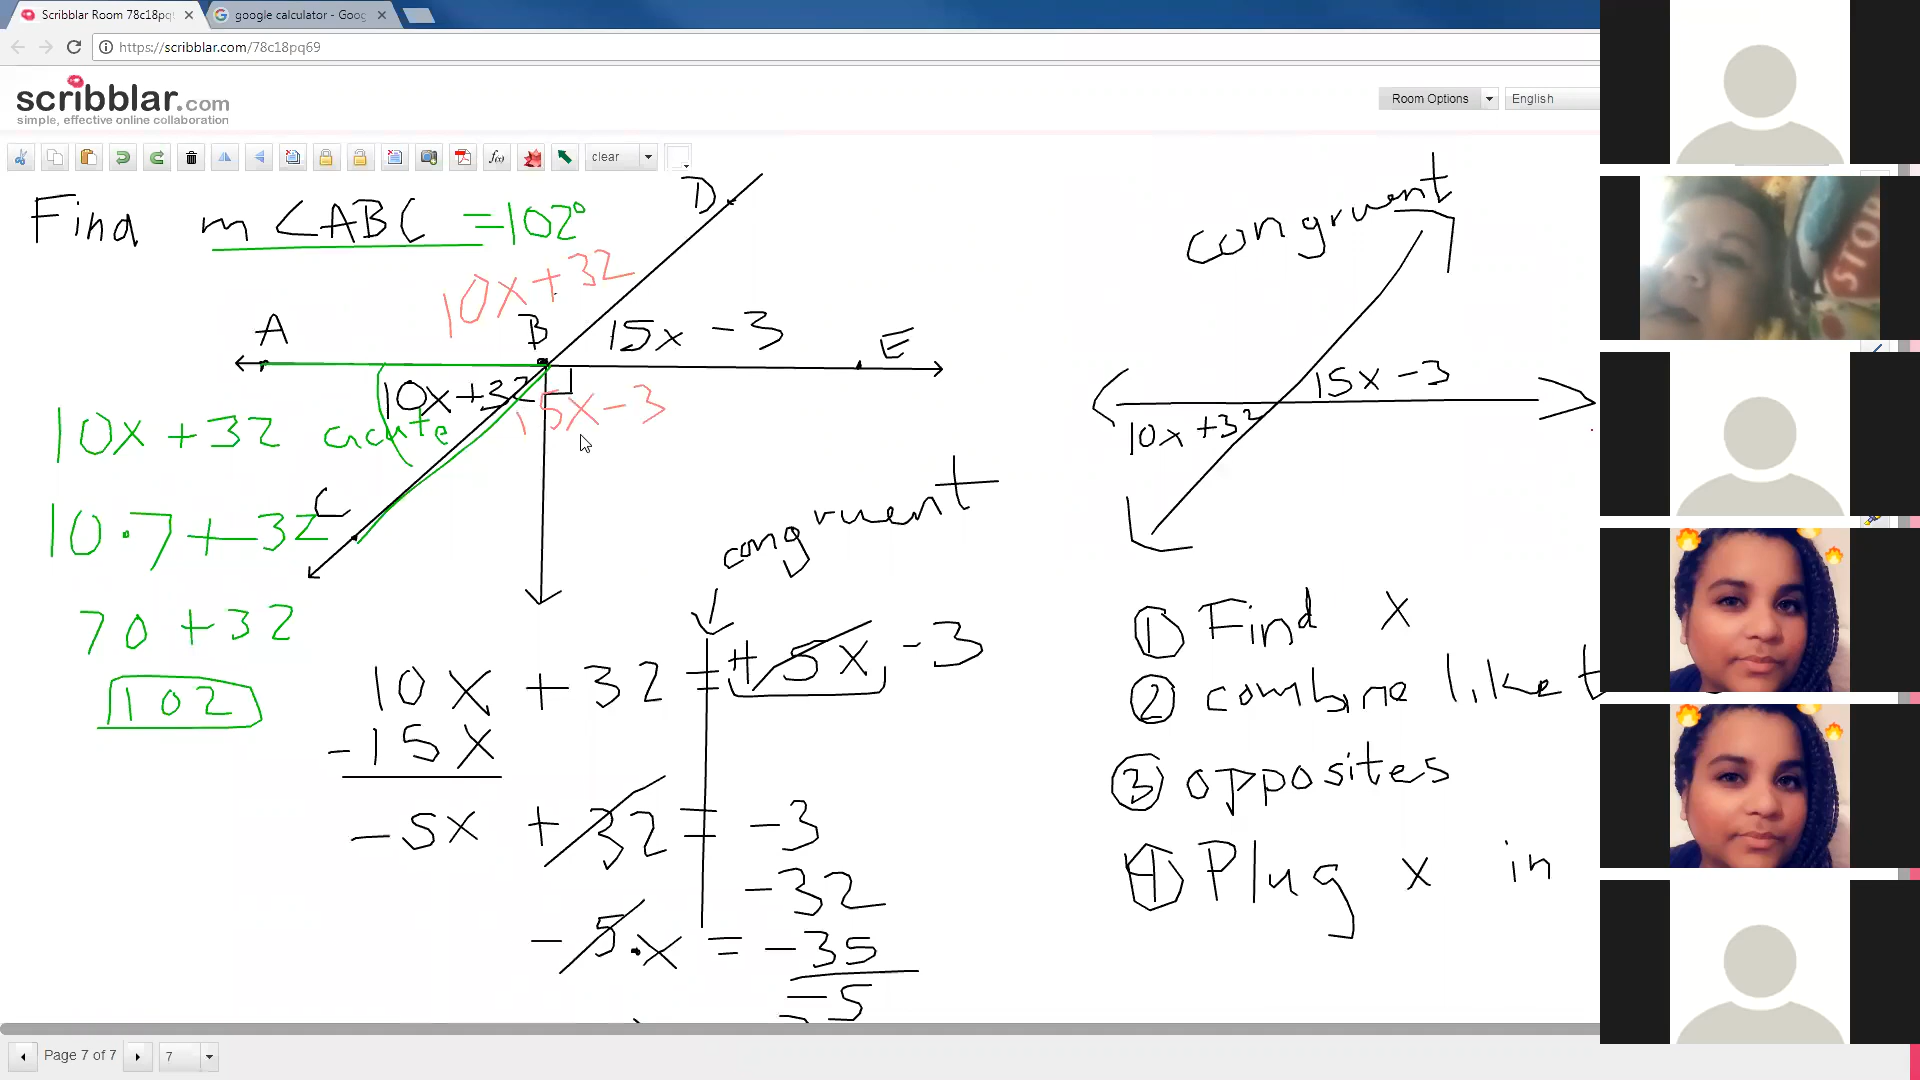 Scribblar Room 78c18pq
google calculator - Goog
https://scribblar.com/78c18pq69
scribblar.com
simple, effective online collaboration
Room Options
English
f(x)
clear
Find m∠ABC =102°
10x+32
A
B
C
D
E
15x -3
10x+32
15x-3
10x +32 acute
10·7+32
70 +32
102
congruent
10x +32 = 15x -3
-15x
-5x +32 = -3
-32
-5·x = -35
-5
congruent
15x -3
10x +32
① Find x
② combine like t
③ opposites
④ Plug x in
STOP
Page 7 of 7
7